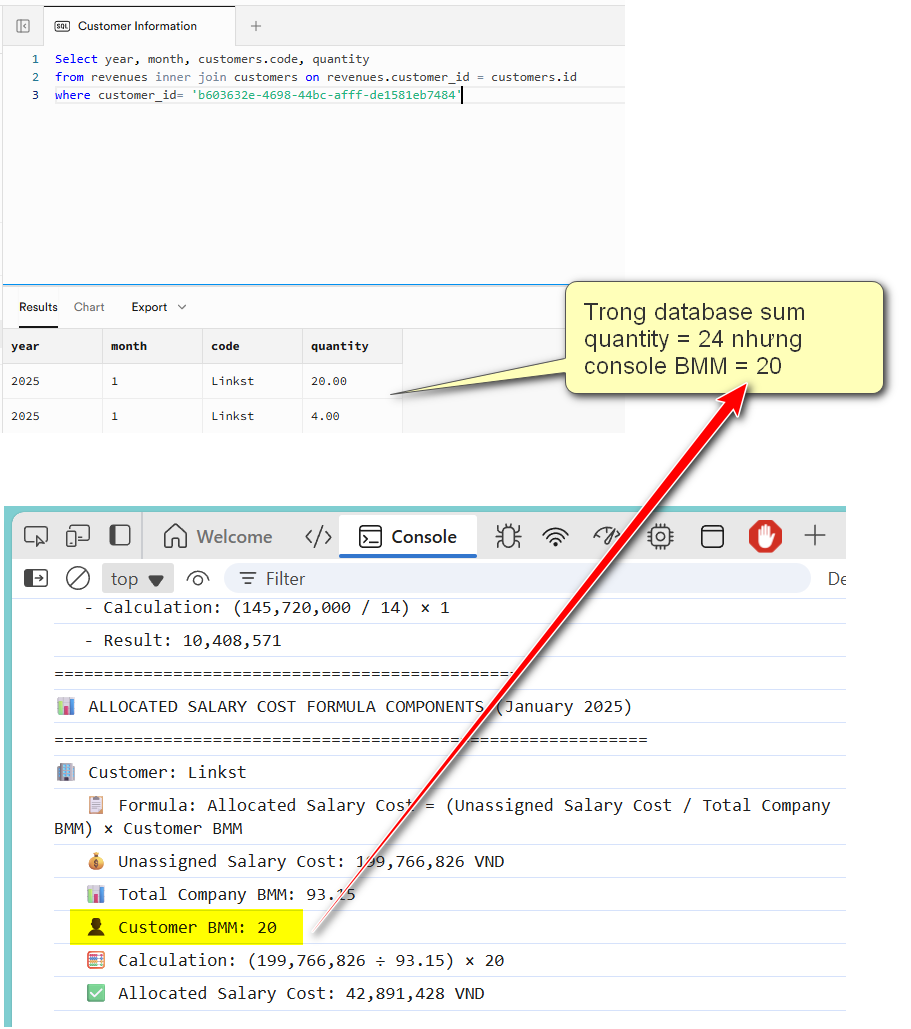 SQL Customer Information
1 Select year, month, customers.code, quantity
2 from revenues inner join customers on revenues.customer_id = customers.id
3 where customer_id= 'b603632e-4698-44bc-afff-de1581eb7484'
Results Chart Export
year month code quantity
2025 1 Linkst 20.00
2025 1 Linkst 4.00
Trong database sum
quantity = 24 nhưng
console BMM = 20
Welcome Console
top Filter De
- Calculation: (145,720,000 / 14) × 1
- Result: 10,408,571
============================================================
ALLOCATED SALARY COST FORMULA COMPONENTS (January 2025)
============================================================
Customer: Linkst
Formula: Allocated Salary Cost = (Unassigned Salary Cost / Total Company
BMM) × Customer BMM
Unassigned Salary Cost: 199,766,826 VND
Total Company BMM: 93.15
Customer BMM: 20
Calculation: (199,766,826 ÷ 93.15) × 20
Allocated Salary Cost: 42,891,428 VND